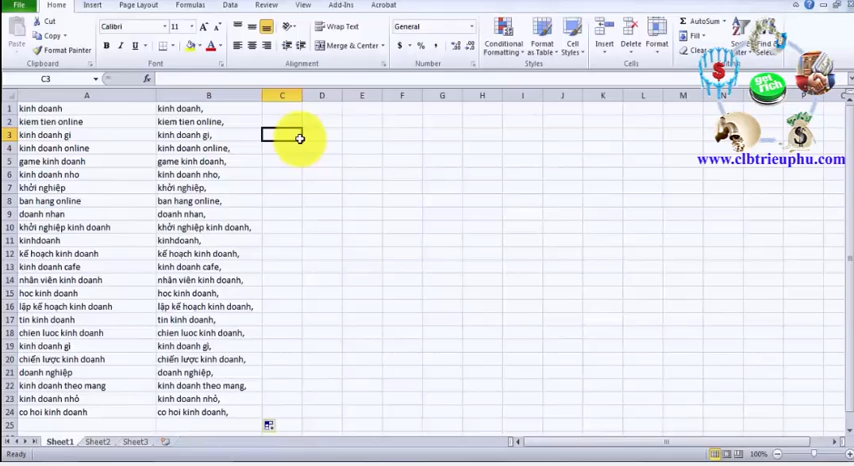 File Home Insert Page Layout Formulas Data Review View Add-Ins Acrobat
Cut
Copy
Format Painter
Paste
Clipboard
Calibri 11
B I U
Font
Wrap Text
Merge & Center
Alignment
General
$ % ,
Number
Conditional Formatting
Format as Table
Cell Styles
Styles
Insert Delete Format
Cells
AutoSum
Fill
Clear
Find &
$
get rich
$
www.clbtrieuphu.com
C3 fx
A B C D E F G H I J K L M N O P
1 kinh doanh kinh doanh,
2 kiem tien online kiem tien online,
3 kinh doanh gi kinh doanh gi,
4 kinh doanh online kinh doanh online,
5 game kinh doanh game kinh doanh,
6 kinh doanh nho kinh doanh nho,
7 khởi nghiệp khởi nghiệp,
8 ban hang online ban hang online,
9 doanh nhan doanh nhan,
10 khởi nghiệp kinh doanh khởi nghiệp kinh doanh,
11 kinhdoanh kinhdoanh,
12 kế hoạch kinh doanh kế hoạch kinh doanh,
13 kinh doanh cafe kinh doanh cafe,
14 nhân viên kinh doanh nhân viên kinh doanh,
15 hoc kinh doanh hoc kinh doanh,
16 lập kế hoạch kinh doanh lập kế hoạch kinh doanh,
17 tin kinh doanh tin kinh doanh,
18 chien luoc kinh doanh chien luoc kinh doanh,
19 kinh doanh gì kinh doanh gì,
20 chiến lược kinh doanh chiến lược kinh doanh,
21 doanh nghiệp doanh nghiệp,
22 kinh doanh theo mang kinh doanh theo mang,
23 kinh doanh nhỏ kinh doanh nhỏ,
24 co hoi kinh doanh co hoi kinh doanh,
25
Sheet1 Sheet2 Sheet3
Ready 100%